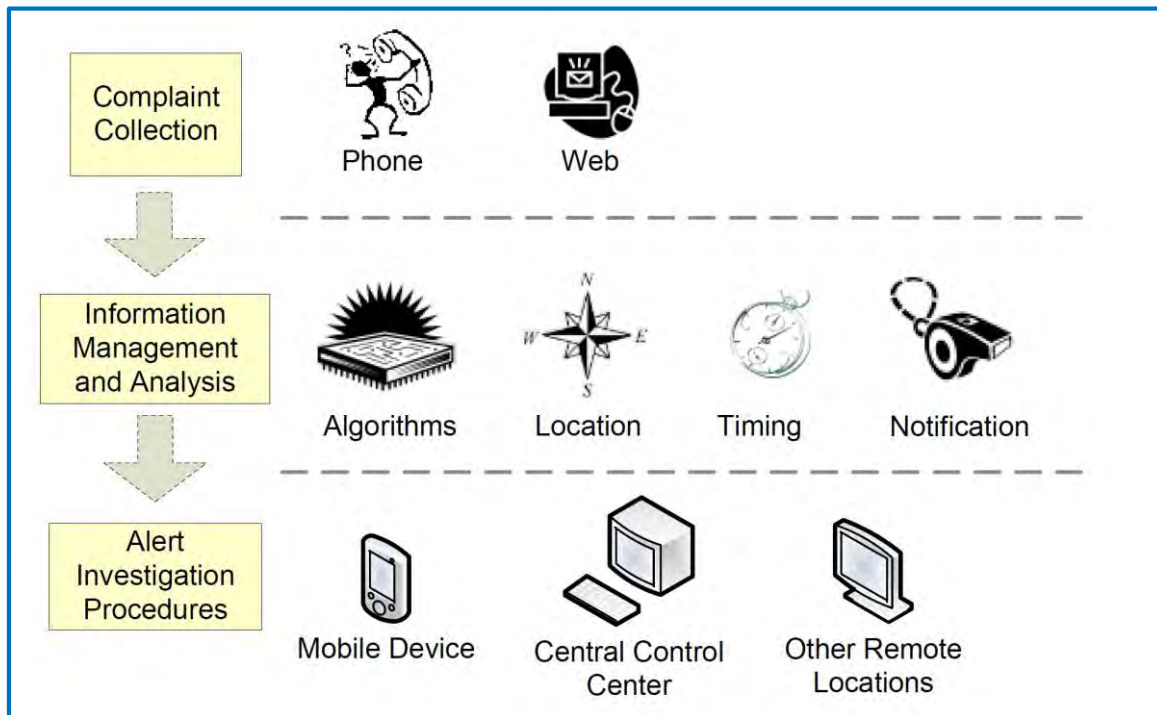 Complaint
Collection
?
Phone
Web
Information
Management
and Analysis
N
W
E
S
Algorithms
Location
Timing
Notification
Alert
Investigation
Procedures
Mobile Device
Central Control
Center
Other Remote
Locations